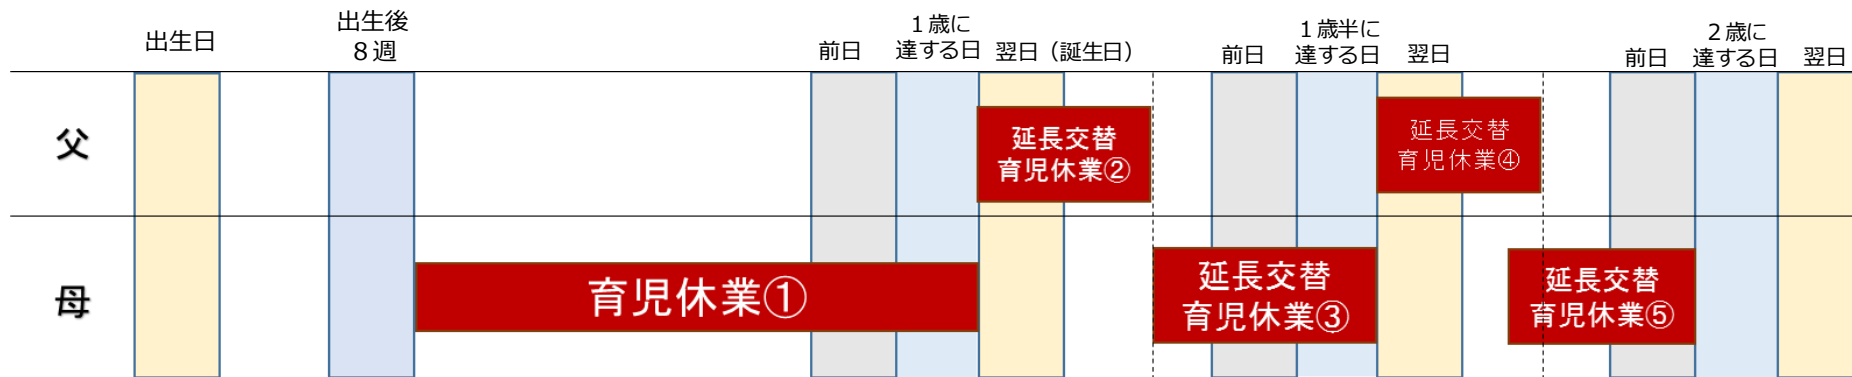 出生日
出生後
８週
前日
１歳に
達する日
翌日（誕生日）
前日
１歳半に
達する日
翌日
前日
２歳に
達する日
翌日
父
延長交替
育児休業②
延長交替
育児休業④
母
育児休業①
延長交替
育児休業③
延長交替
育児休業⑤